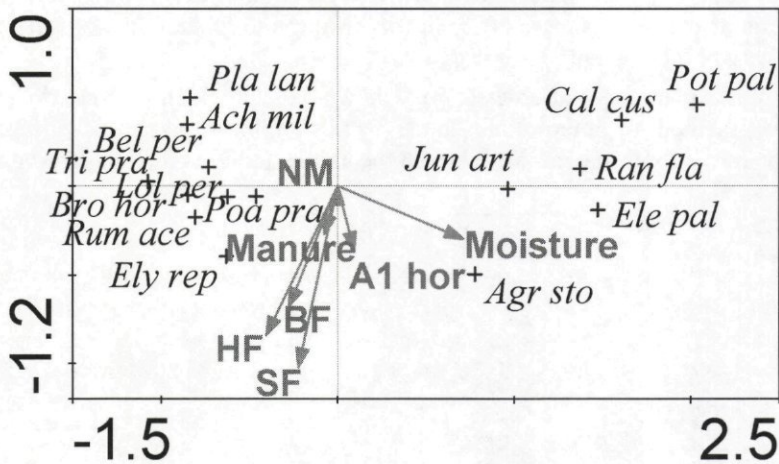 1.0
Pla lan
Pot pal
Cal cus
Ach mil
Bel per
Tri pra
NM
Jun art
Ran fla
Lol per
Bro hor
Poa pra
Ele pal
Rum ace
Manure
Moisture
Ely rep
A1 hor
Agr sto
BF
HF
SF
-1.2
-1.5
2.5